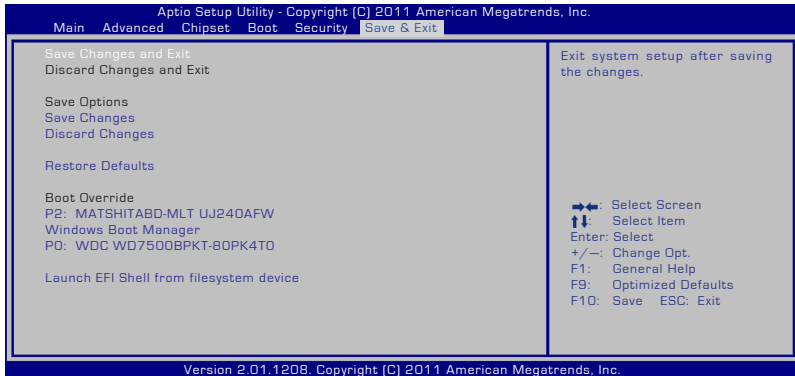 Aptio Setup Utility - Copyright (C) 2011 American Megatrends, Inc.
Main Advanced Chipset Boot Security Save & Exit
Save Changes and Exit
Discard Changes and Exit
Save Options
Save Changes
Discard Changes
Restore Defaults
Boot Override
P2: MATSHITABD-MLT UJ240AFW
Windows Boot Manager
P0: WDC WD7500BPKT-80PK4T0
Launch EFI Shell from filesystem device
Exit system setup after saving
the changes.
→←: Select Screen
↑↓: Select Item
Enter: Select
+/—: Change Opt.
F1: General Help
F9: Optimized Defaults
F10: Save ESC: Exit
Version 2.01.1208. Copyright (C) 2011 American Megatrends, Inc.